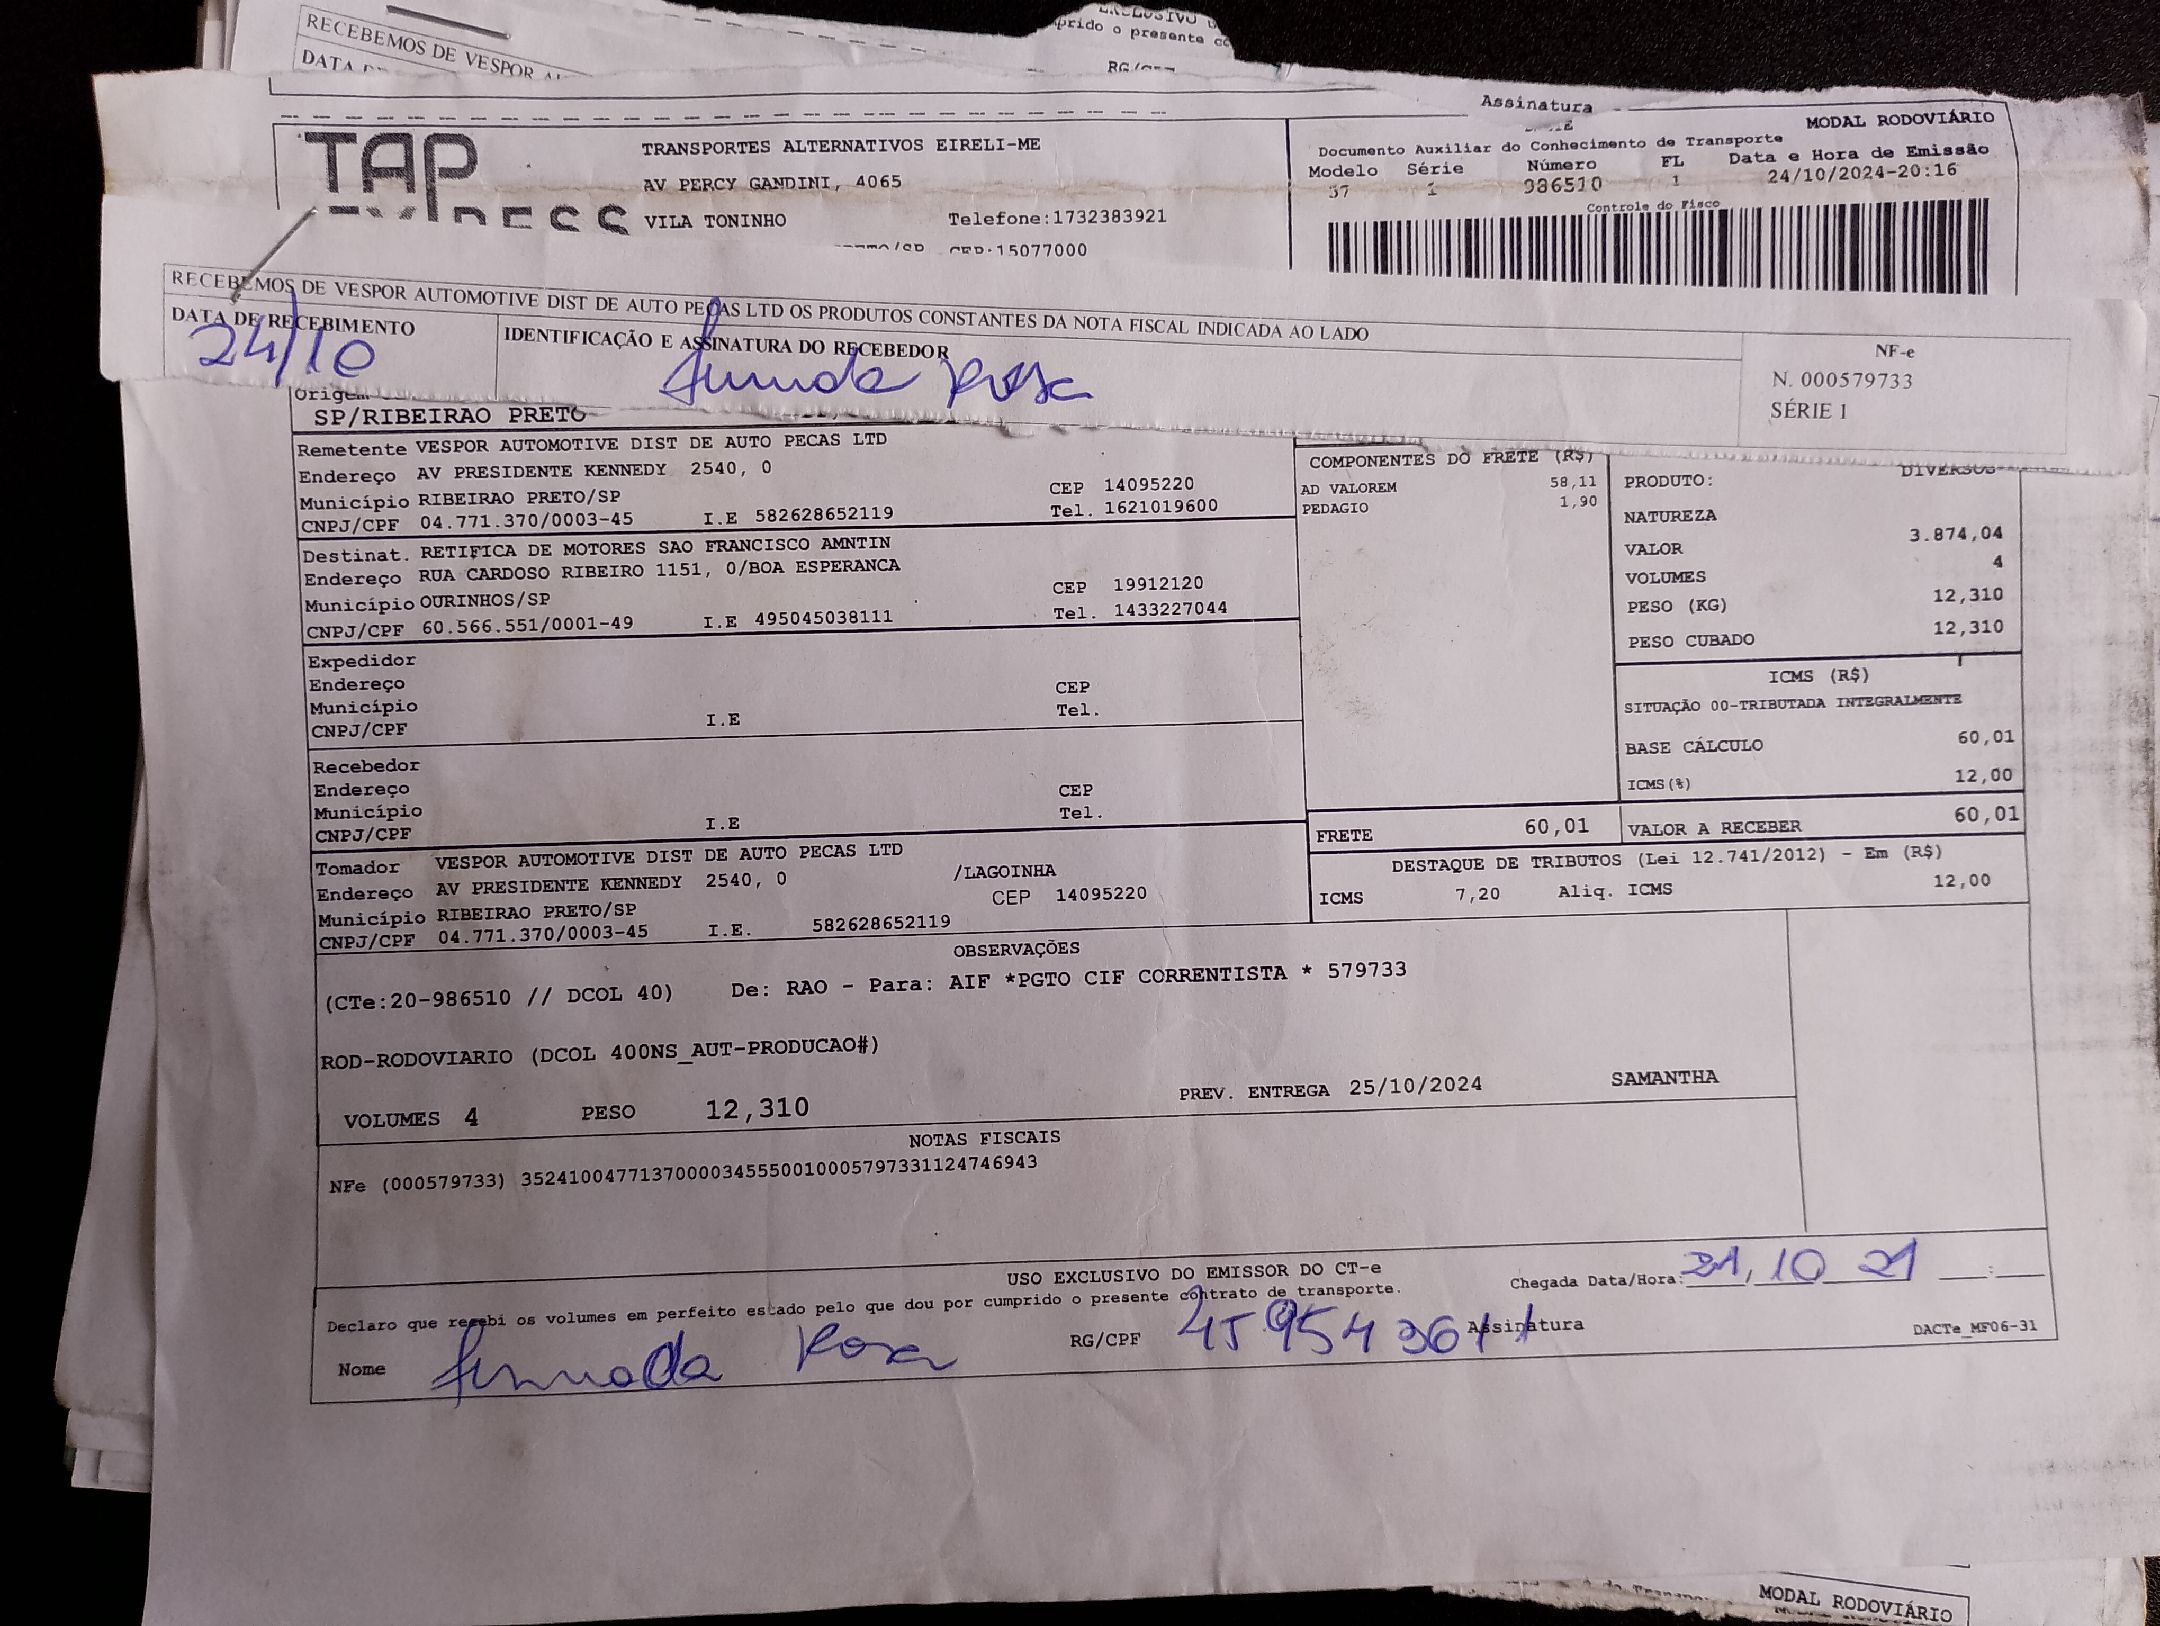 RECEBEMOS DE VESPOR
prido o presente
TAP
TRANSPORTES ALTERNATIVOS EIRELI-ME
AV PERCY GANDINI, 4065
VILA TONINHO Telefone:1732383921
CEP:15077000
Assinatura
MODAL RODOVIÁRIO
Documento Auxiliar do Conhecimento de Transporte
Modelo Série Número FL Data e Hora de Emissão
57 1 986510 1 24/10/2024-20:16
Controle do Fisco
RECEBEMOS DE VESPOR AUTOMOTIVE DIST DE AUTO PEÇAS LTD OS PRODUTOS CONSTANTES DA NOTA FISCAL INDICADA AO LADO
DATA DE RECEBIMENTO
24/10
IDENTIFICAÇÃO E ASSINATURA DO RECEBEDOR
Rosa
NF-e
N. 000579733
SÉRIE 1
SP/RIBEIRAO PRETO
Remetente VESPOR AUTOMOTIVE DIST DE AUTO PECAS LTD
Endereço AV PRESIDENTE KENNEDY 2540, 0
Município RIBEIRAO PRETO/SP CEP 14095220
CNPJ/CPF 04.771.370/0003-45 I.E 582628652119 Tel. 1621019600
Destinat. RETIFICA DE MOTORES SAO FRANCISCO AMNTIN
Endereço RUA CARDOSO RIBEIRO 1151, 0/BOA ESPERANCA
Município OURINHOS/SP CEP 19912120
CNPJ/CPF 60.566.551/0001-49 I.E 495045038111 Tel. 1433227044
Expedidor
Endereço
Município CEP
CNPJ/CPF I.E Tel.
Recebedor
Endereço
Município CEP
CNPJ/CPF I.E Tel.
Tomador VESPOR AUTOMOTIVE DIST DE AUTO PECAS LTD
Endereço AV PRESIDENTE KENNEDY 2540, 0 /LAGOINHA
Município RIBEIRAO PRETO/SP CEP 14095220
CNPJ/CPF 04.771.370/0003-45 I.E. 582628652119
COMPONENTES DO FRETE (R$)
AD VALOREM 58,11
PEDAGIO 1,90
PRODUTO: DIVERSOS
NATUREZA
VALOR 3.874,04
VOLUMES 4
PESO (KG) 12,310
PESO CUBADO 12,310
ICMS (R$)
SITUAÇÃO 00-TRIBUTADA INTEGRALMENTE
BASE CÁLCULO 60,01
ICMS(%) 12,00
FRETE 60,01 VALOR A RECEBER 60,01
DESTAQUE DE TRIBUTOS (Lei 12.741/2012) - Em (R$)
ICMS 7,20 Aliq. ICMS 12,00
OBSERVAÇÕES
(CTe:20-986510 // DCOL 40) De: RAO - Para: AIF *PGTO CIF CORRENTISTA * 579733
ROD-RODOVIARIO (DCOL 400NS_AUT-PRODUCAO#)
VOLUMES 4 PESO 12,310 PREV. ENTREGA 25/10/2024 SAMANTHA
NOTAS FISCAIS
NFe (000579733) 35241004771370000345550010005797331124746943
USO EXCLUSIVO DO EMISSOR DO CT-e
Chegada Data/Hora:
Declaro que recebi os volumes em perfeito estado pelo que dou por cumprido o presente contrato de transporte.
Nome Rosa RG/CPF Assinatura DACTe_MF06-31
MODAL RODOVIÁRIO